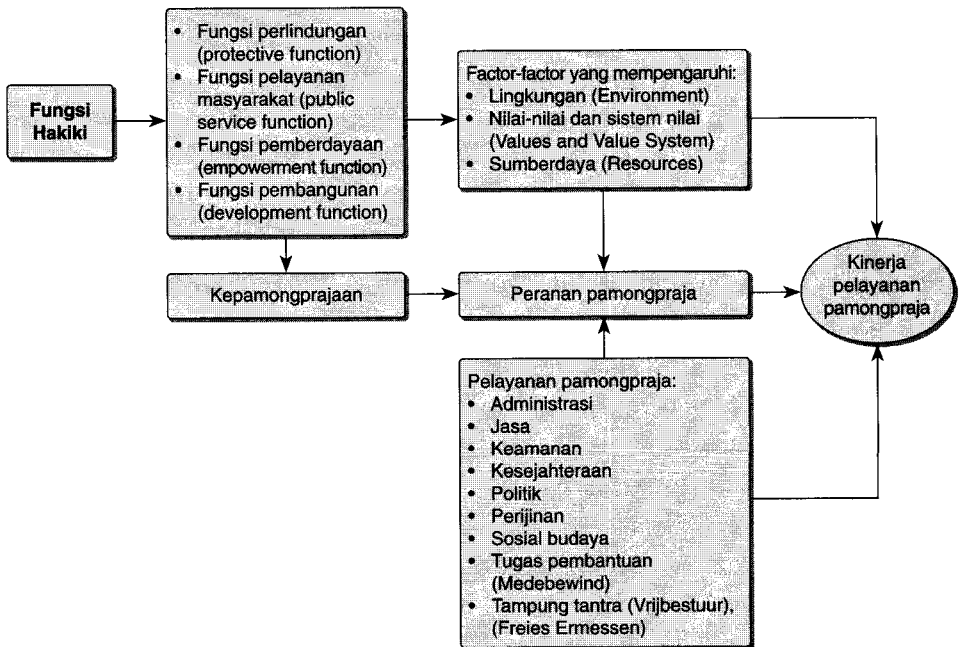 Fungsi
Hakiki
• Fungsi perlindungan
(protective function)
• Fungsi pelayanan
masyarakat (public
service function)
• Fungsi pemberdayaan
(empowerment function)
• Fungsi pembangunan
(development function)
Factor-factor yang mempengaruhi:
• Lingkungan (Environment)
• Nilai-nilai dan sistem nilai
(Values and Value System)
• Sumberdaya (Resources)
Kepamongprajaan
Peranan pamongpraja
Kinerja
pelayanan
pamongpraja
Pelayanan pamongpraja:
• Administrasi
• Jasa
• Keamanan
• Kesejahteraan
• Politik
• Perijinan
• Sosial budaya
• Tugas pembantuan
(Medebewind)
• Tampung tantra (Vrijbestuur),
(Freies Ermessen)